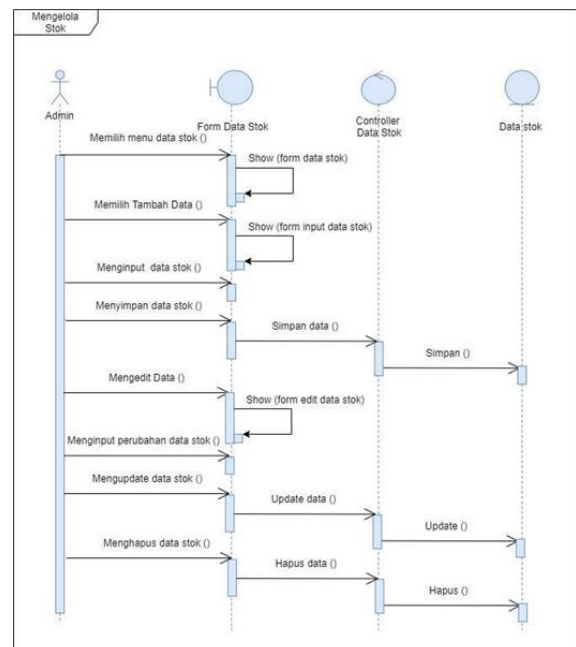 Mengelola
Stok
Admin
Form Data Stok
Controller
Data Stok
Data stok
Memilih menu data stok ()
Show (form data stok)
Memilih Tambah Data ()
Show (form input data stok)
Menginput data stok ()
Menyimpan data stok ()
Simpan data ()
Simpan ()
Mengedit Data ()
Show (form edit data stok)
Menginput perubahan data stok ()
Mengupdate data stok ()
Update data ()
Update ()
Menghapus data stok ()
Hapus data ()
Hapus ()